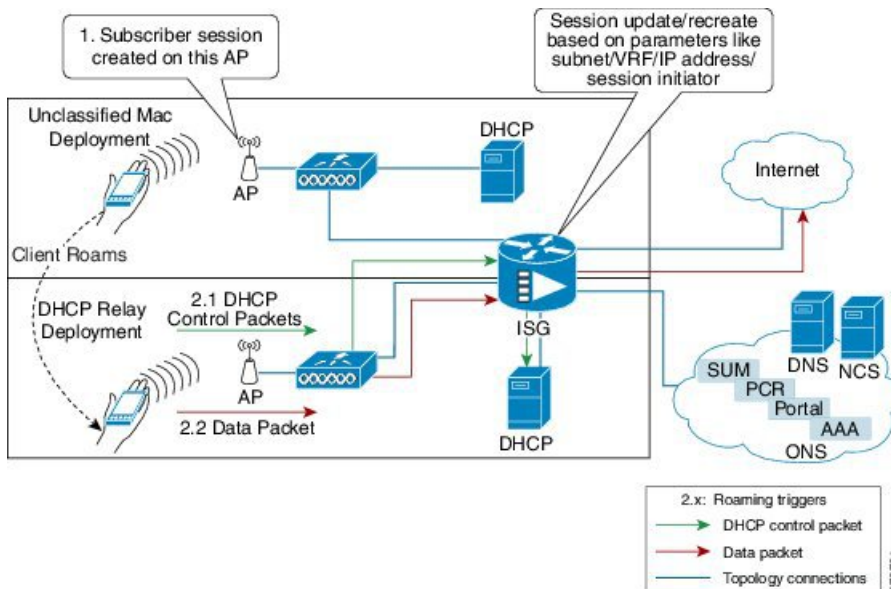 1. Subscriber session
created on this AP
Session update/recreate
based on parameters like
subnet/VRF/IP address/
session initiator
Unclassified Mac
Deployment
AP
DHCP
Internet
Client Roams
DHCP Relay
Deployment
2.1 DHCP
Control Packets
AP
2.2 Data Packet
ISG
DHCP
DNS
NCS
SUM
PCR
Portal
AAA
ONS
2.x: Roaming triggers
DHCP control packet
Data packet
Topology connections